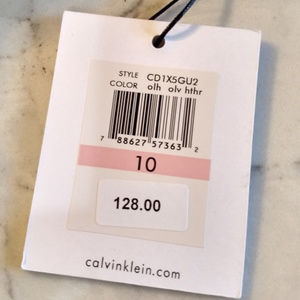 STYLE CD1X5GU2
COLOR olh olv hthr
7 88627 57363 2
10
128.00
calvinklein.com